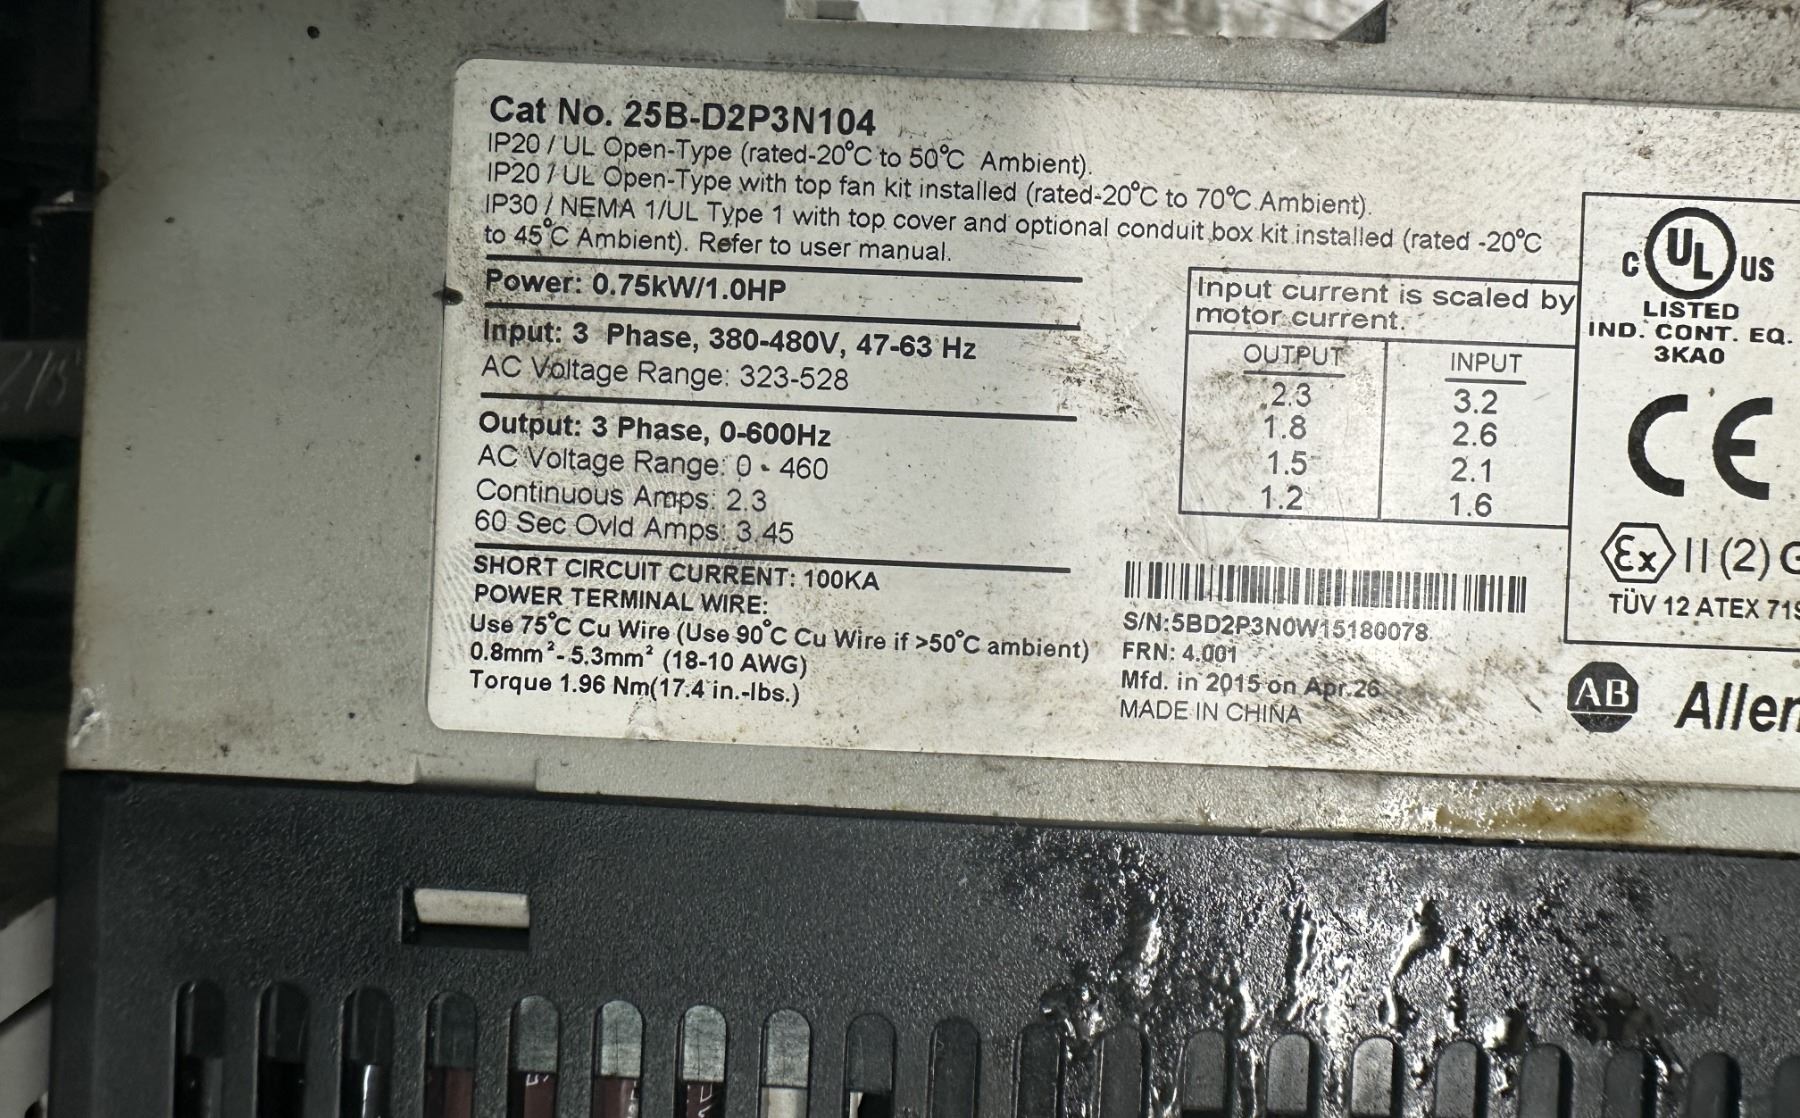 Cat No. 25B-D2P3N104
IP20 / UL Open-Type (rated-20°C to 50°C Ambient).
IP20 / UL Open-Type with top fan kit installed (rated-20°C to 70°C Ambient).
IP30 / NEMA 1/UL Type 1 with top cover and optional conduit box kit installed (rated -20°C
to 45°C Ambient). Refer to user manual.
Power: 0.75kW/1.0HP
Input: 3 Phase, 380-480V, 47-63 Hz
AC Voltage Range: 323-528
Output: 3 Phase, 0-600Hz
AC Voltage Range: 0 - 460
Continuous Amps: 2.3
60 Sec Ovld Amps: 3.45
SHORT CIRCUIT CURRENT: 100KA
POWER TERMINAL WIRE:
Use 75°C Cu Wire (Use 90°C Cu Wire if >50°C ambient)
0.8mm² - 5.3mm² (18-10 AWG)
Torque 1.96 Nm(17.4 in.-lbs.)
Input current is scaled by
motor current.
OUTPUT INPUT
2.3 3.2
1.8 2.6
1.5 2.1
1.2 1.6
S/N:5BD2P3N0W15180078
FRN: 4.001
Mfd. in 2015 on Apr.26
MADE IN CHINA
C UL US
LISTED
IND. CONT. EQ.
3KA0
CE
Ex II (2) G
TÜV 12 ATEX 719
AB Allen